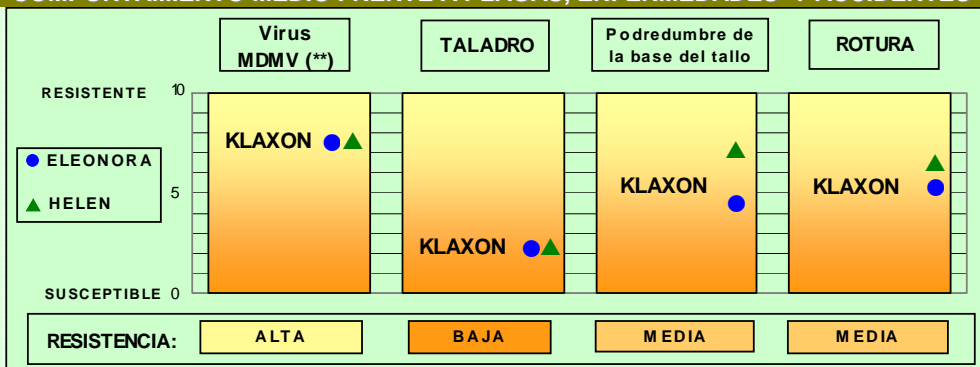 Virus
MDMV (**)
TALADRO
Podredumbre de
la base del tallo
ROTURA
RESISTENTE
10
KLAXON
ELEONORA
HELEN
5
KLAXON
KLAXON
KLAXON
SUSCEPTIBLE 0
RESISTENCIA:
ALTA
BAJA
MEDIA
MEDIA